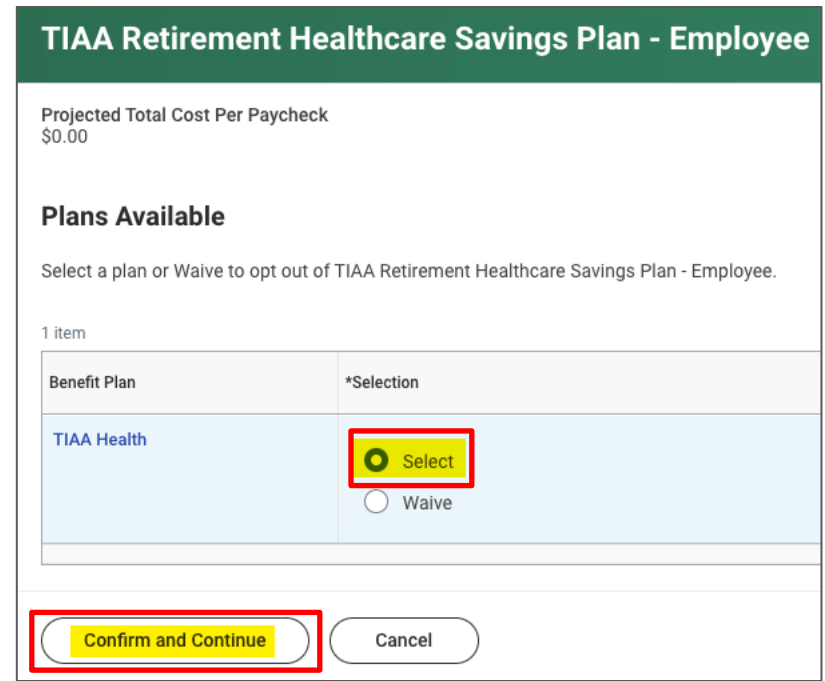 TIAA Retirement Healthcare Savings Plan - Employee
Projected Total Cost Per Paycheck
$0.00
Plans Available
Select a plan or Waive to opt out of TIAA Retirement Healthcare Savings Plan - Employee.
1 item
Benefit Plan *Selection
TIAA Health Select
Waive
Confirm and Continue Cancel